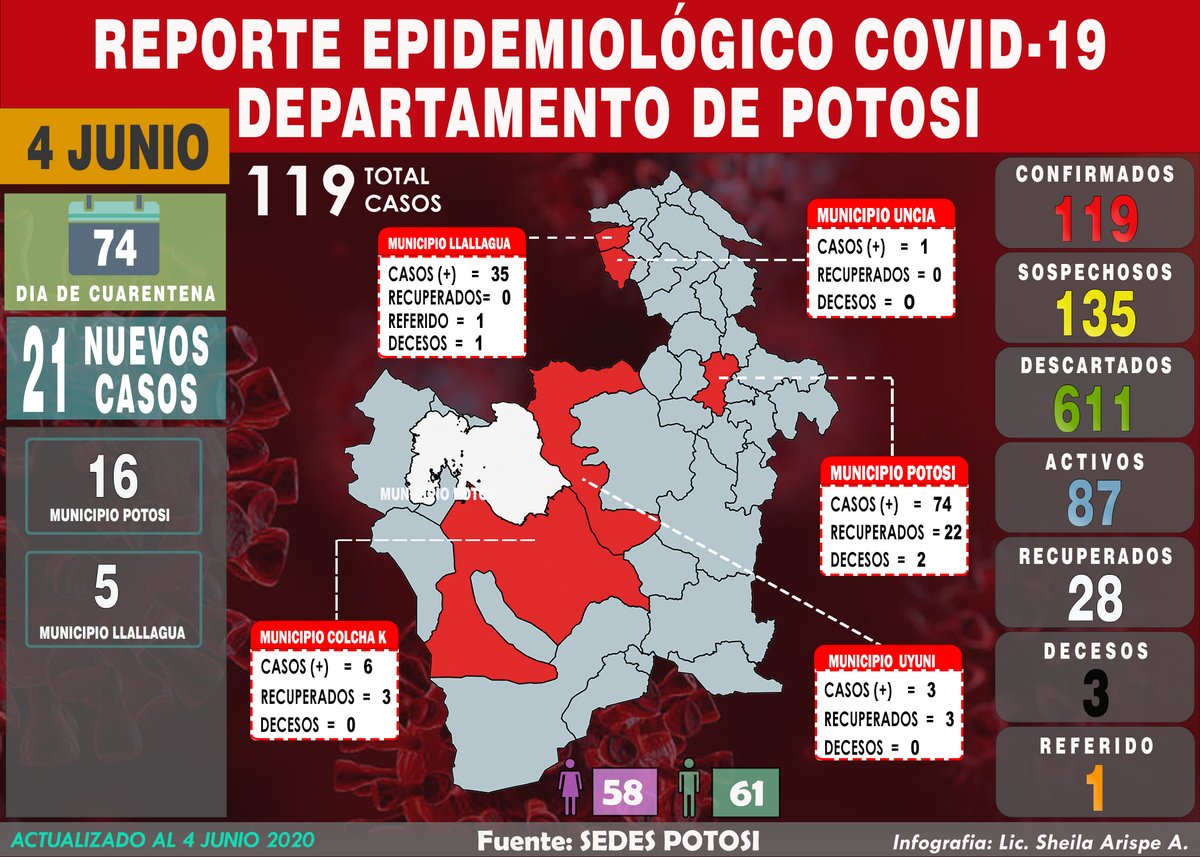 REPORTE EPIDEMIOLÓGICO COVID-19
DEPARTAMENTO DE POTOSI
4 JUNIO
74
DIA DE CUARENTENA
21 NUEVOS
CASOS
16
MUNICIPIO POTOSI
5
MUNICIPIO LLALLAGUA
119 TOTAL
CASOS
MUNICIPIO LLALLAGUA
CASOS (+) = 35
RECUPERADOS= 0
REFERIDO = 1
DECESOS = 1
MUNICIPIO UNCIA
CASOS (+) = 1
RECUPERADOS = 0
DECESOS = 0
MUNICIPIO POTOSI
CASOS (+) = 74
RECUPERADOS = 22
DECESOS = 2
MUNICIPIO POTOSI
MUNICIPIO COLCHA K
CASOS (+) = 6
RECUPERADOS = 3
DECESOS = 0
MUNICIPIO UYUNI
CASOS (+) = 3
RECUPERADOS = 3
DECESOS = 0
58
61
CONFIRMADOS
119
SOSPECHOSOS
135
DESCARTADOS
611
ACTIVOS
87
RECUPERADOS
28
DECESOS
3
REFERIDO
1
ACTUALIZADO AL 4 JUNIO 2020
Fuente: SEDES POTOSI
Infografia: Lic. Sheila Arispe A.